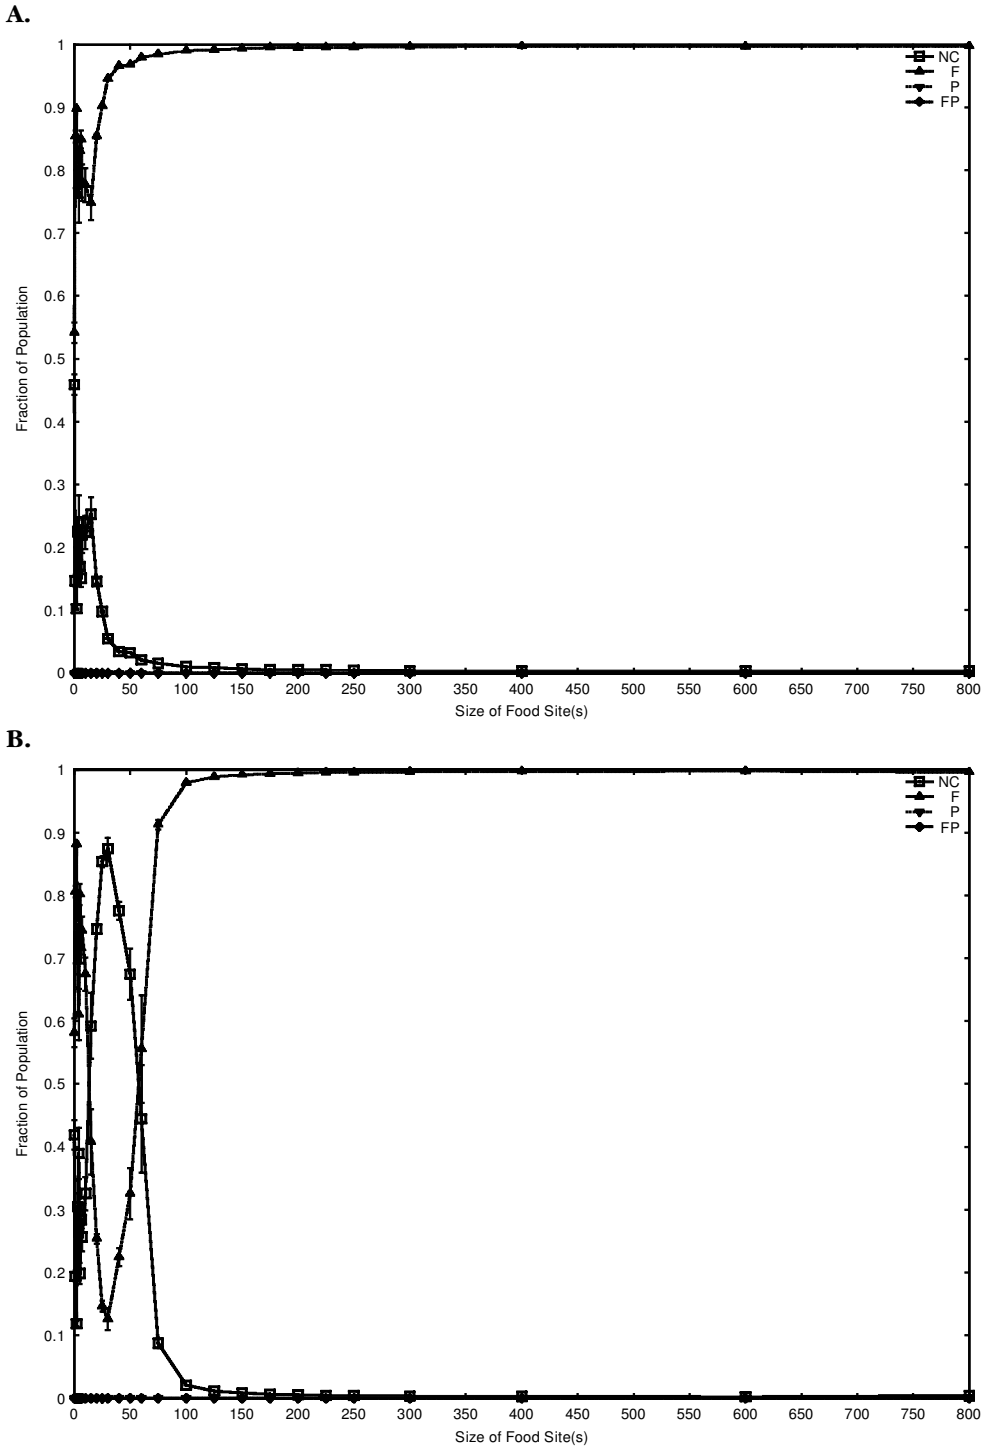 A.
1
0.9
0.8
0.7
0.6
0.5
0.4
0.3
0.2
0.1
0
Fraction of Population
NC
F
P
FP
0 50 100 150 200 250 300 350 400 450 500 550 600 650 700 750 800
Size of Food Site(s)
B.
1
0.9
0.8
0.7
0.6
0.5
0.4
0.3
0.2
0.1
0
Fraction of Population
NC
F
P
FP
0 50 100 150 200 250 300 350 400 450 500 550 600 650 700 750 800
Size of Food Site(s)